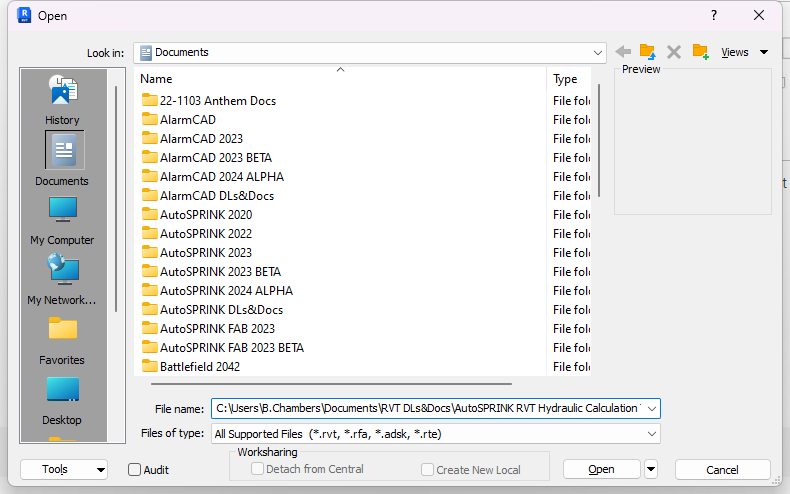 Open
?
Look in:
Documents
Views
Name
Type
Preview
22-1103 Anthem Docs
File fol
AlarmCAD
File fol
AlarmCAD 2023
File fol
AlarmCAD 2023 BETA
File fol
AlarmCAD 2024 ALPHA
File fol
AlarmCAD DLs&Docs
File fol
AutoSPRINK 2020
File fol
AutoSPRINK 2022
File fol
AutoSPRINK 2023
File fol
AutoSPRINK 2023 BETA
File fol
AutoSPRINK 2024 ALPHA
File fol
AutoSPRINK DLs&Docs
File fol
AutoSPRINK FAB 2023
File fol
AutoSPRINK FAB 2023 BETA
File fol
Battlefield 2042
File fol
History
Documents
My Computer
My Network...
Favorites
Desktop
File name:
C:\Users\B.Chambers\Documents\RVT DLs&Docs\AutoSPRINK RVT Hydraulic Calculation
Files of type:
All Supported Files (*.rvt, *.rfa, *.adsk, *.rte)
Tools
Audit
Worksharing
Detach from Central
Create New Local
Open
Cancel